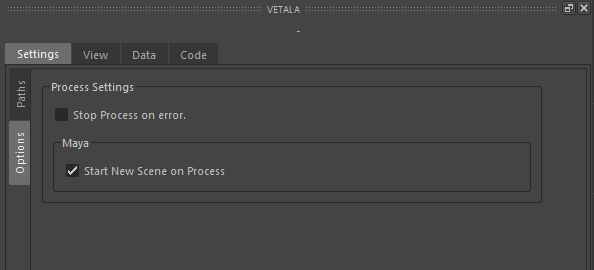 VETALA
-
Settings View Data Code
Paths
Options
Process Settings
Stop Process on error.
Maya
Start New Scene on Process